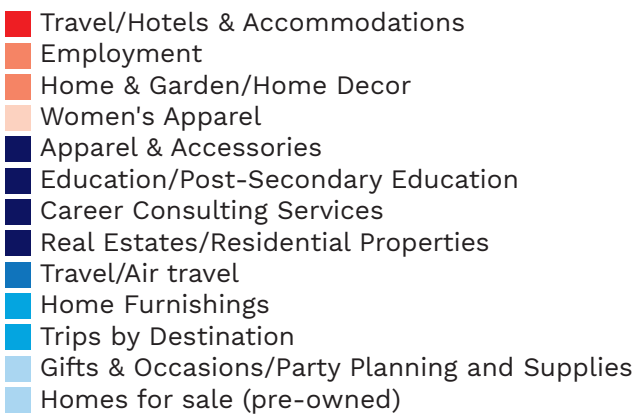 Travel/Hotels & Accommodations
Employment
Home & Garden/Home Decor
Women's Apparel
Apparel & Accessories
Education/Post-Secondary Education
Career Consulting Services
Real Estates/Residential Properties
Travel/Air travel
Home Furnishings
Trips by Destination
Gifts & Occasions/Party Planning and Supplies
Homes for sale (pre-owned)